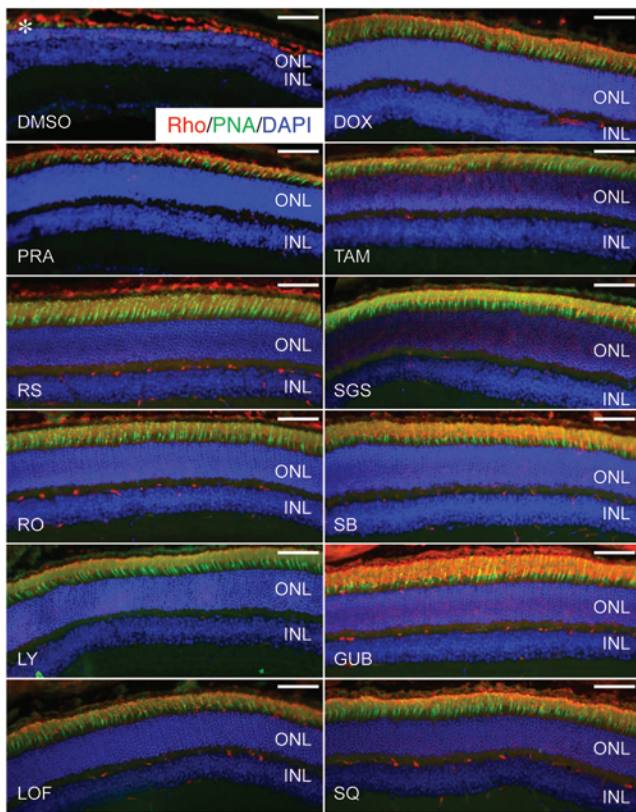 *
ONL
INL
DMSO
Rho/PNA/DAPI
ONL
DOX
INL
ONL
PRA
INL
ONL
TAM
INL
ONL
RS
INL
ONL
SGS
INL
ONL
RO
INL
ONL
SB
INL
ONL
LY
INL
ONL
GUB
INL
ONL
LOF
INL
ONL
SQ
INL